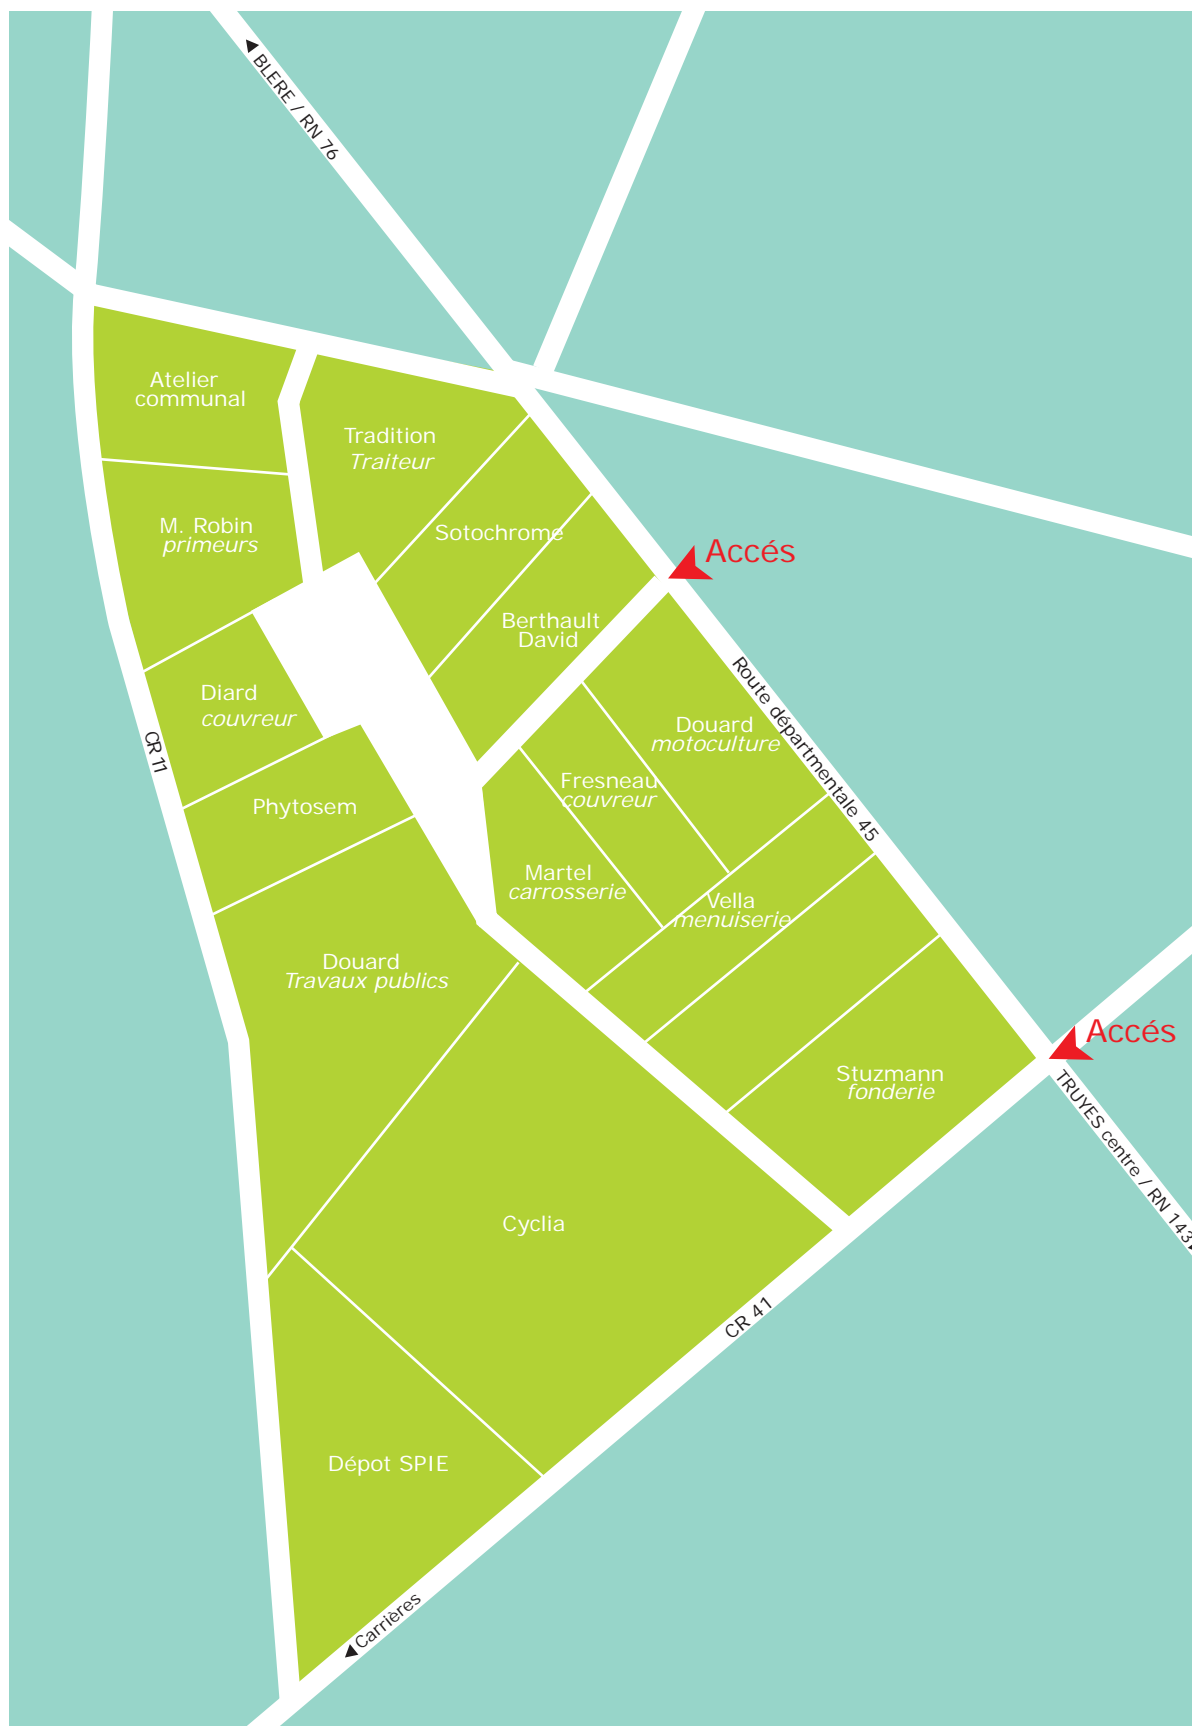 BLERE / RN 76
Atelier
communal
Tradition
Traiteur
M. Robin
primeurs
Sotochrome
Accés
Berthault
David
Diard
couvreur
Route départmentale 45
Douard
motoculture
CR 11
Fresneau
couvreur
Phytosem
Martel
carrosserie
Vella
menuiserie
Douard
Travaux publics
Accés
Stuzmann
fonderie
TRUYES centre / RN 143
Cyclia
CR 41
Dépot SPIE
Carrières